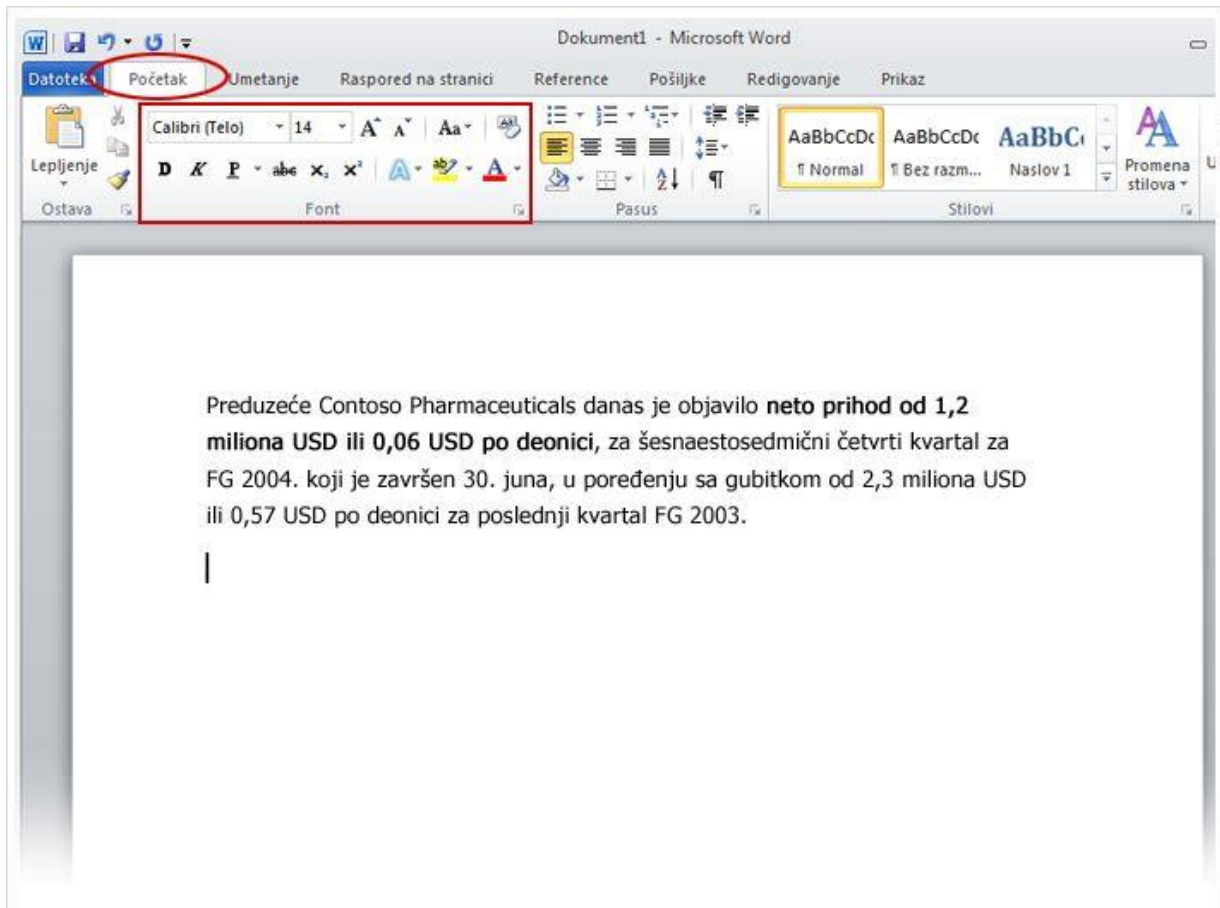 Dokument1 - Microsoft Word
Datoteka Početak Umetanje Raspored na stranici Reference Pošiljke Redigovanje Prikaz
Calibri (Telo) 14 A A Aa
AaBbCcDc AaBbCcDc AaBbC
Lepljenje
D K P abc x₂ x² A ab A
¶ Normal ¶ Bez razm... Naslov 1
Promena
stilova
Ostava Font Pasus Stilovi
Preduzeće Contoso Pharmaceuticals danas je objavilo neto prihod od 1,2
miliona USD ili 0,06 USD po deonici, za šesnaestosedmični četvrti kvartal za
FG 2004. koji je završen 30. juna, u poređenju sa gubitkom od 2,3 miliona USD
ili 0,57 USD po deonici za poslednji kvartal FG 2003.